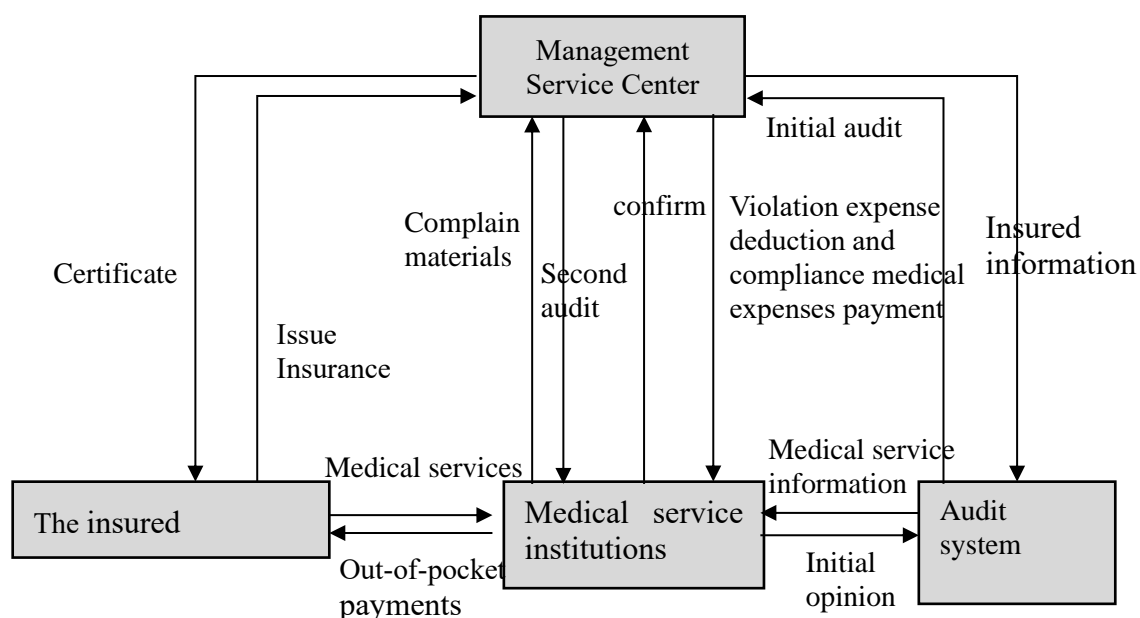 Management
Service Center
Initial audit
Complain
materials
confirm
Violation expense
deduction and
compliance medical
expenses payment
Insured
information
Certificate
Second
audit
Issue
Insurance
Medical services
Medical service
information
The insured
Medical service
institutions
Audit
system
Out-of-pocket
payments
Initial
opinion